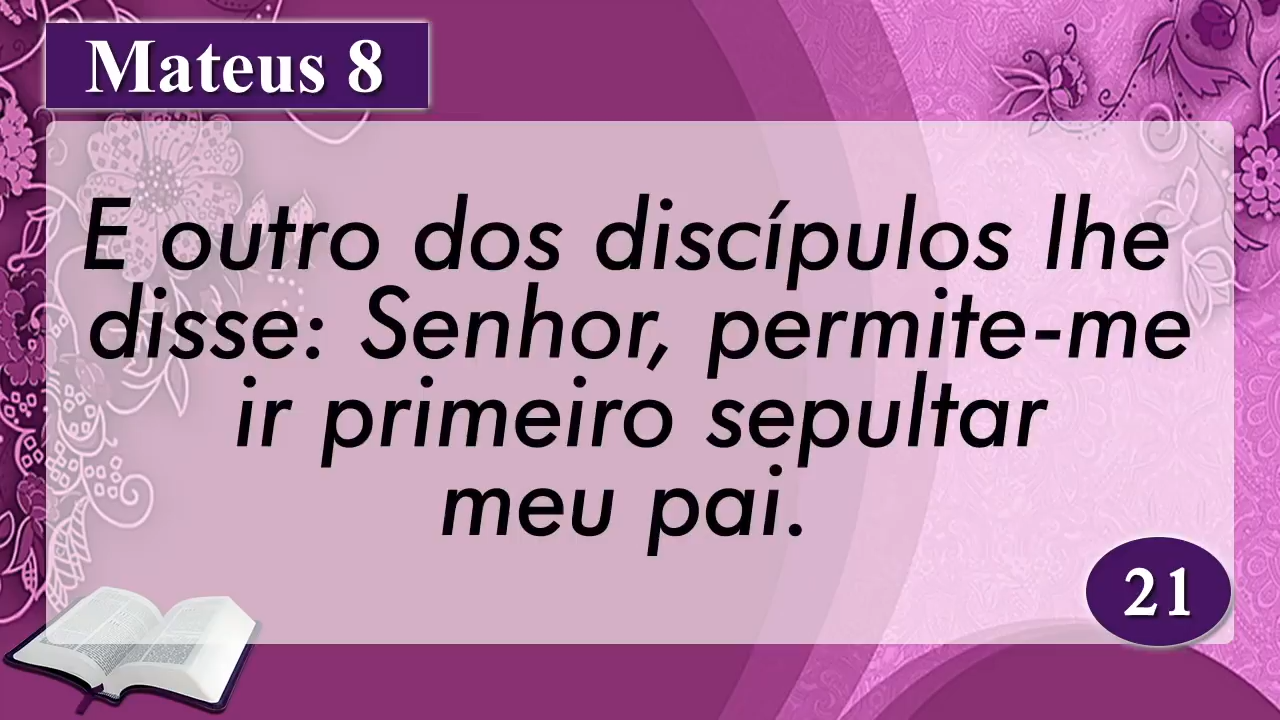 Mateus 8
E outro dos discípulos lhe
disse: Senhor, permite-me
ir primeiro sepultar
meu pai.
21